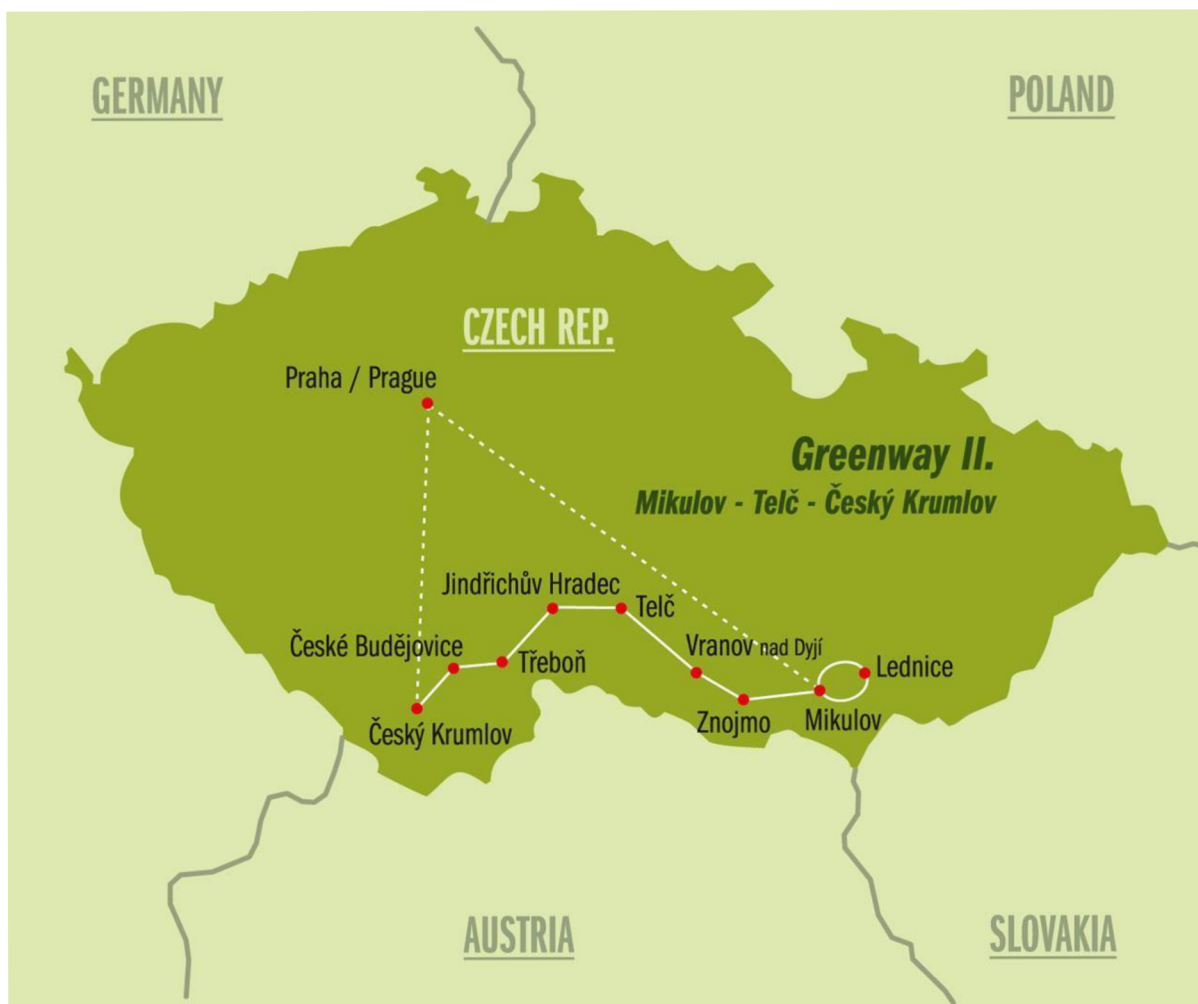 GERMANY
POLAND
CZECH REP.
Praha / Prague
Greenway II.
Mikulov - Telč - Český Krumlov
Jindřichův Hradec
Telč
České Budějovice
Třeboň
Vranov nad Dyjí
Lednice
Český Krumlov
Znojmo
Mikulov
AUSTRIA
SLOVAKIA